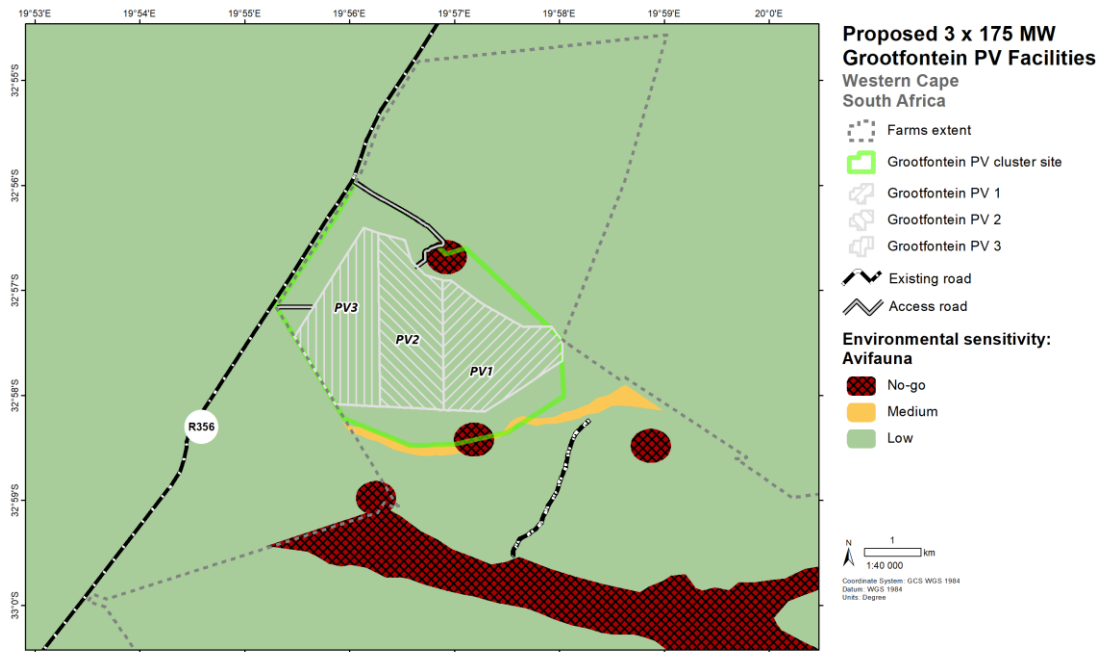 19°53'E 19°54'E 19°55'E 19°56'E 19°57'E 19°58'E 19°59'E 20°0'E
32°55'S
32°56'S
32°57'S
32°58'S
32°59'S
33°0'S
PV3
PV2
PV1
R356
Proposed 3 x 175 MW
Grootfontein PV Facilities
Western Cape
South Africa
Farms extent
Grootfontein PV cluster site
Grootfontein PV 1
Grootfontein PV 2
Grootfontein PV 3
Existing road
Access road
Environmental sensitivity:
Avifauna
No-go
Medium
Low
N
1
km
1:40 000
Coordinate System: GCS WGS 1984
Datum: WGS 1984
Units: Degree